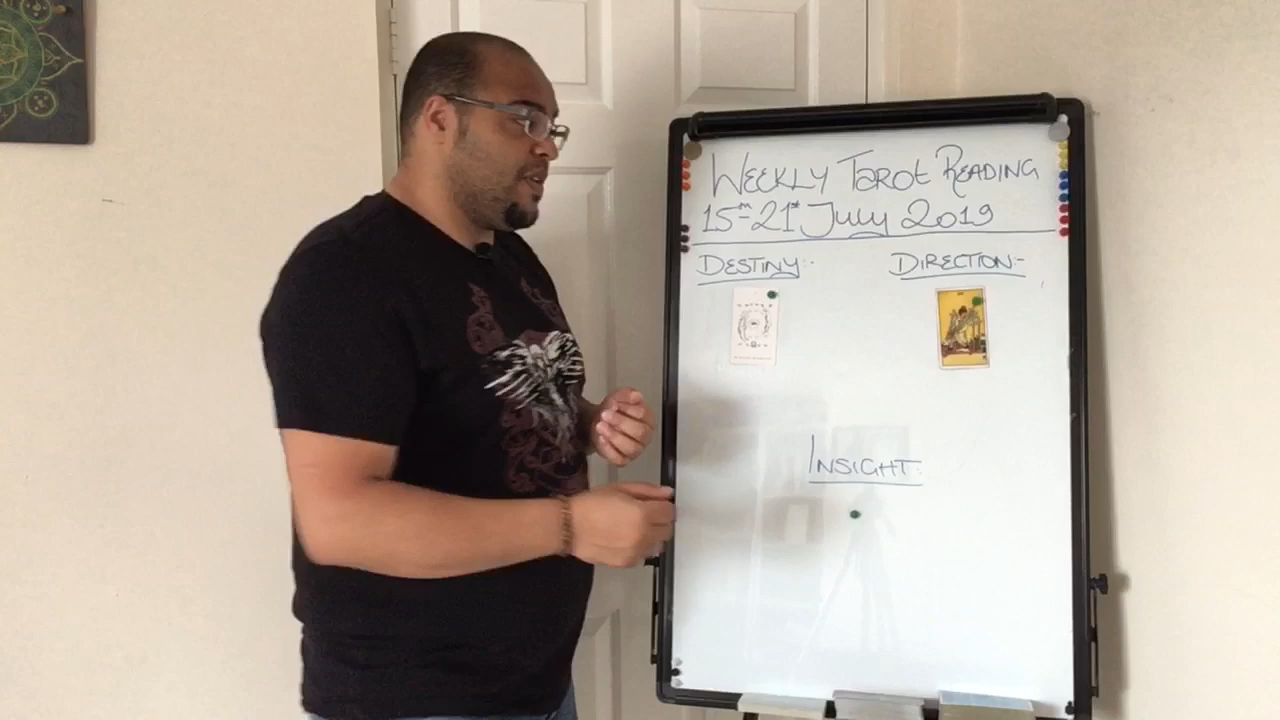 WEEKLY TAROT READING
15TH-21st JULY 2019
DESTINY:-
DIRECTION:-
INSIGHT: